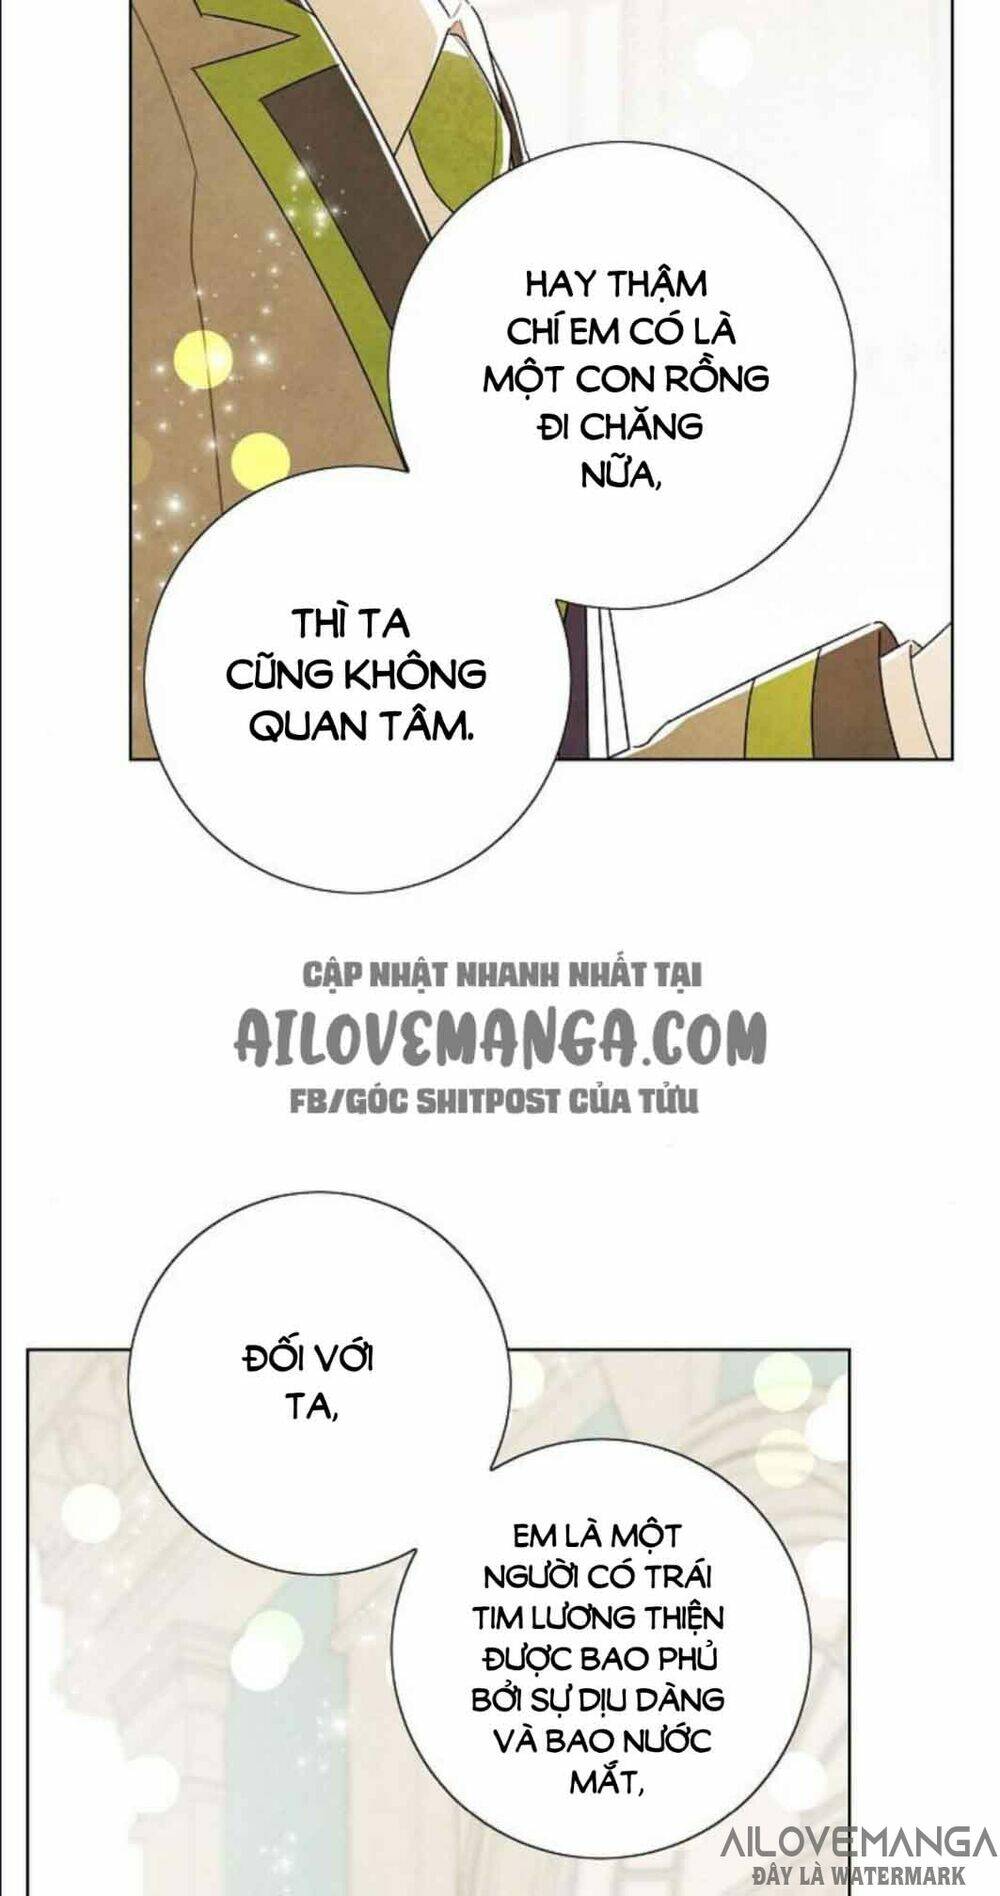 HAY THẬM
CHÍ EM CÓ LÀ
MỘT CON RỒNG
ĐI CHĂNG
NỮA,
THÌ TA
CŨNG KHÔNG
QUAN TÂM.
CẬP NHẬT NHANH NHẤT TẠI
AILOVEMANGA.COM
FB/GÓC SHITPOST CỦA TỬU
ĐỐI VỚI
TA,
EM LÀ MỘT
NGƯỜI CÓ TRÁI
TIM LƯƠNG THIỆN
ĐƯỢC BAO PHỦ
BỞI SỰ DỊU DÀNG
VÀ BAO NƯỚC
MẮT,
AILOVEMANGA
ĐÂY LÀ WATERMARK